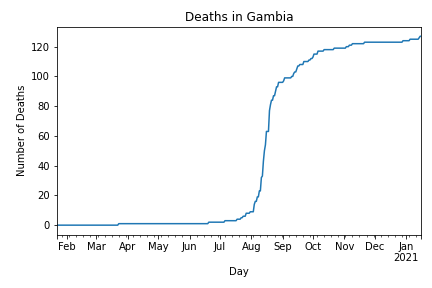 Deaths in Gambia
Number of Deaths
120
100
80
60
40
20
0
Feb Mar Apr May Jun Jul Aug Sep Oct Nov Dec Jan
2021
Day